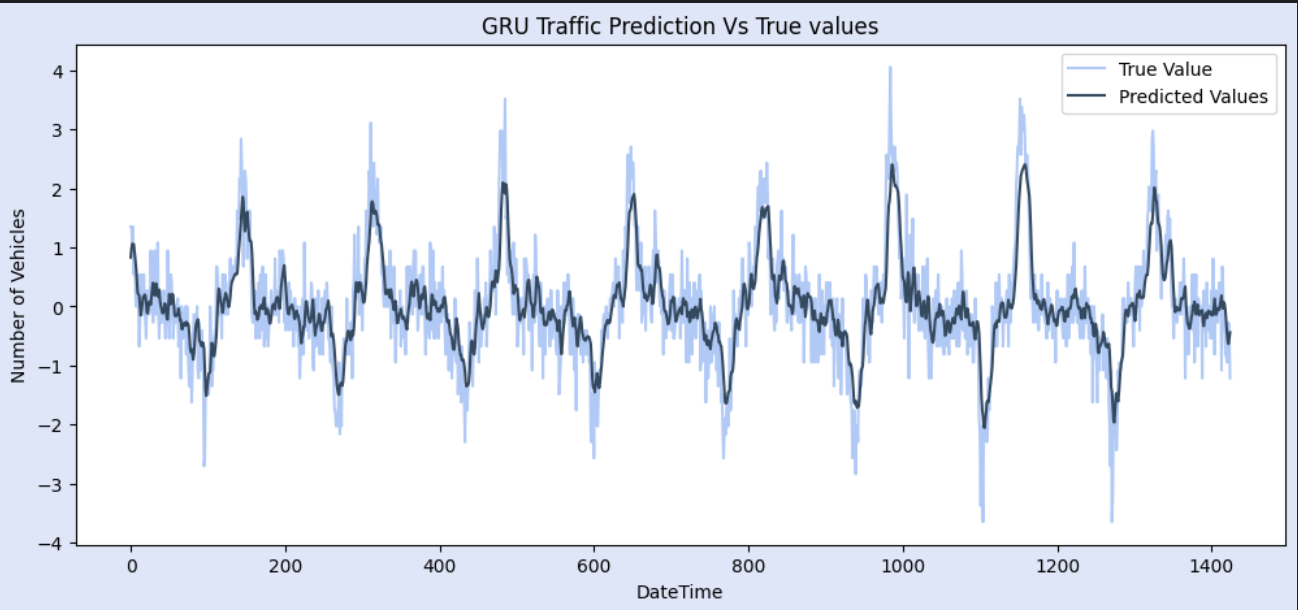 GRU Traffic Prediction Vs True values
True Value
Predicted Values
Number of Vehicles
4
3
2
1
0
−1
−2
−3
−4
0 200 400 600 800 1000 1200 1400
DateTime